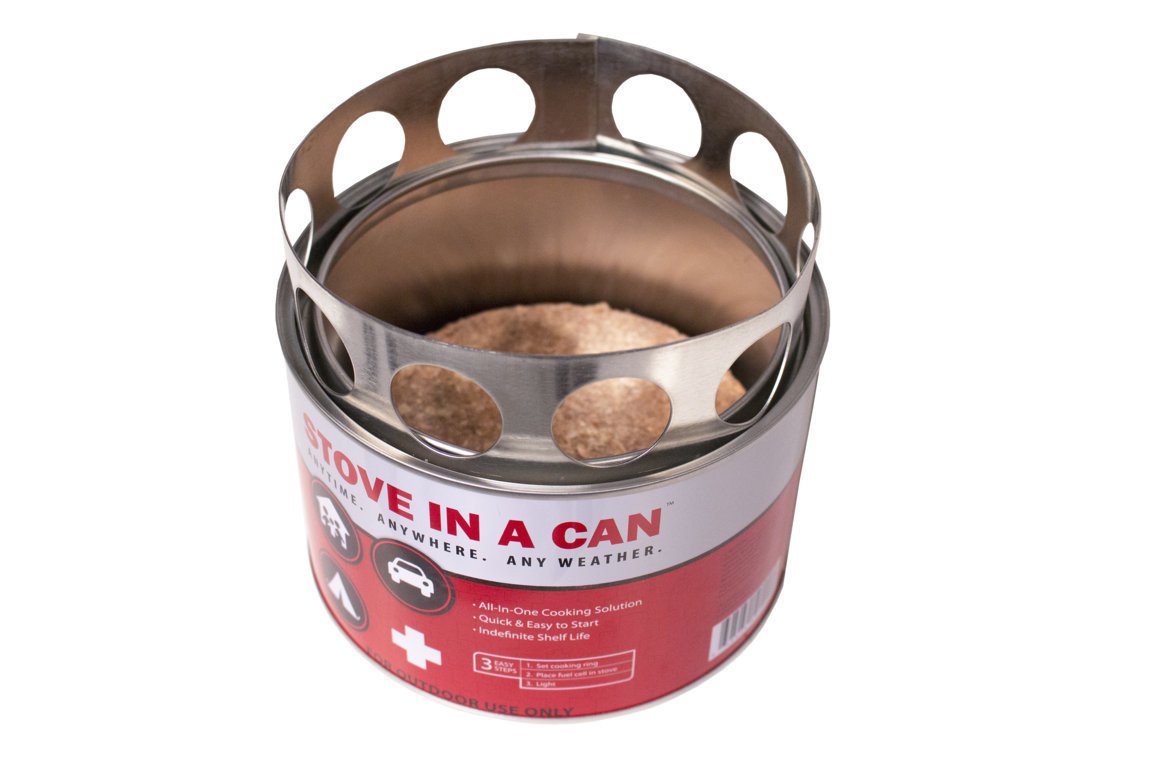 STOVE IN A CAN™
ANYTIME. ANYWHERE. ANY WEATHER.
· All-In-One Cooking Solution
· Quick & Easy to Start
· Indefinite Shelf Life
3 EASY STEPS
1. Set cooking ring
2. Place fuel cell in stove
3. Light
FOR OUTDOOR USE ONLY